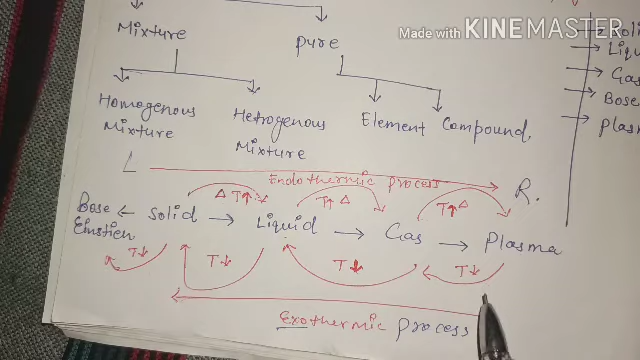 Made with KINEMASTER
Mixture
pure
Soli
Liqu
Gas
Bose
plasm
Homogenous
Mixture
Hetrogenous
Mixture
Element
Compound.
L
Endothermic process
R.
Δ T↑
T↑ Δ
T↑ Δ
Bose ← Solid → Liquid → Gas → Plasma
Einstien
T↓
T↓
T↓
T↓
Exothermic process